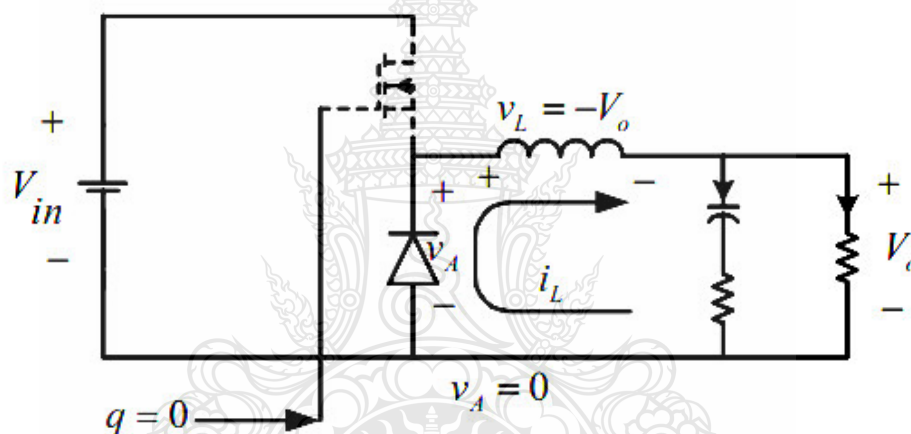 v_L = -V_o
+
+
+
-
+
V_in
v_A
V_o
-
-
i_L
-
v_A = 0
q = 0